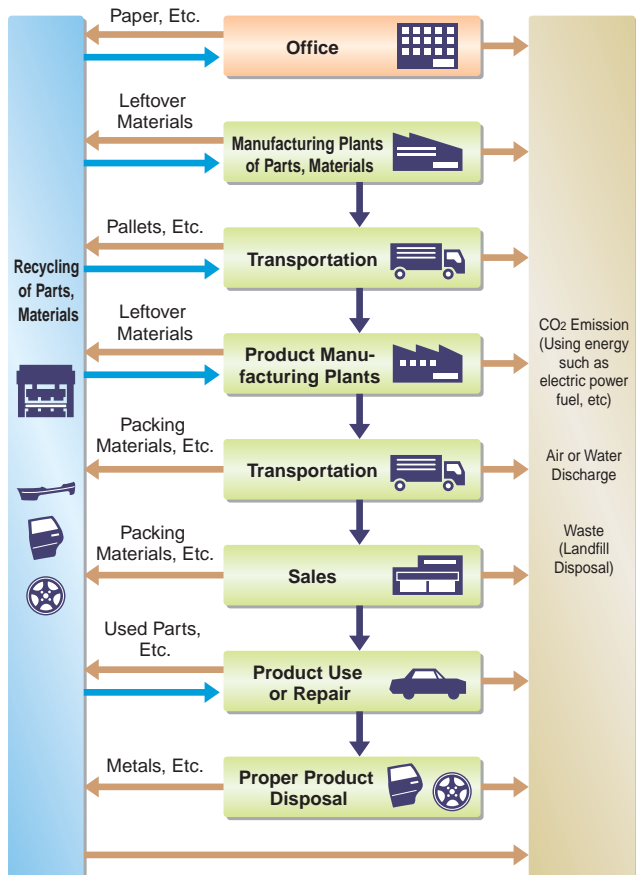 Paper, Etc.
Office
Leftover
Materials
Manufacturing Plants
of Parts, Materials
Pallets, Etc.
Transportation
Recycling
of Parts,
Materials
Leftover
Materials
Product Manu-
facturing Plants
CO2 Emission
(Using energy
such as
electric power
fuel, etc)
Packing
Materials, Etc.
Transportation
Air or Water
Discharge
Packing
Materials, Etc.
Sales
Waste
(Landfill
Disposal)
Used Parts,
Etc.
Product Use
or Repair
Metals, Etc.
Proper Product
Disposal